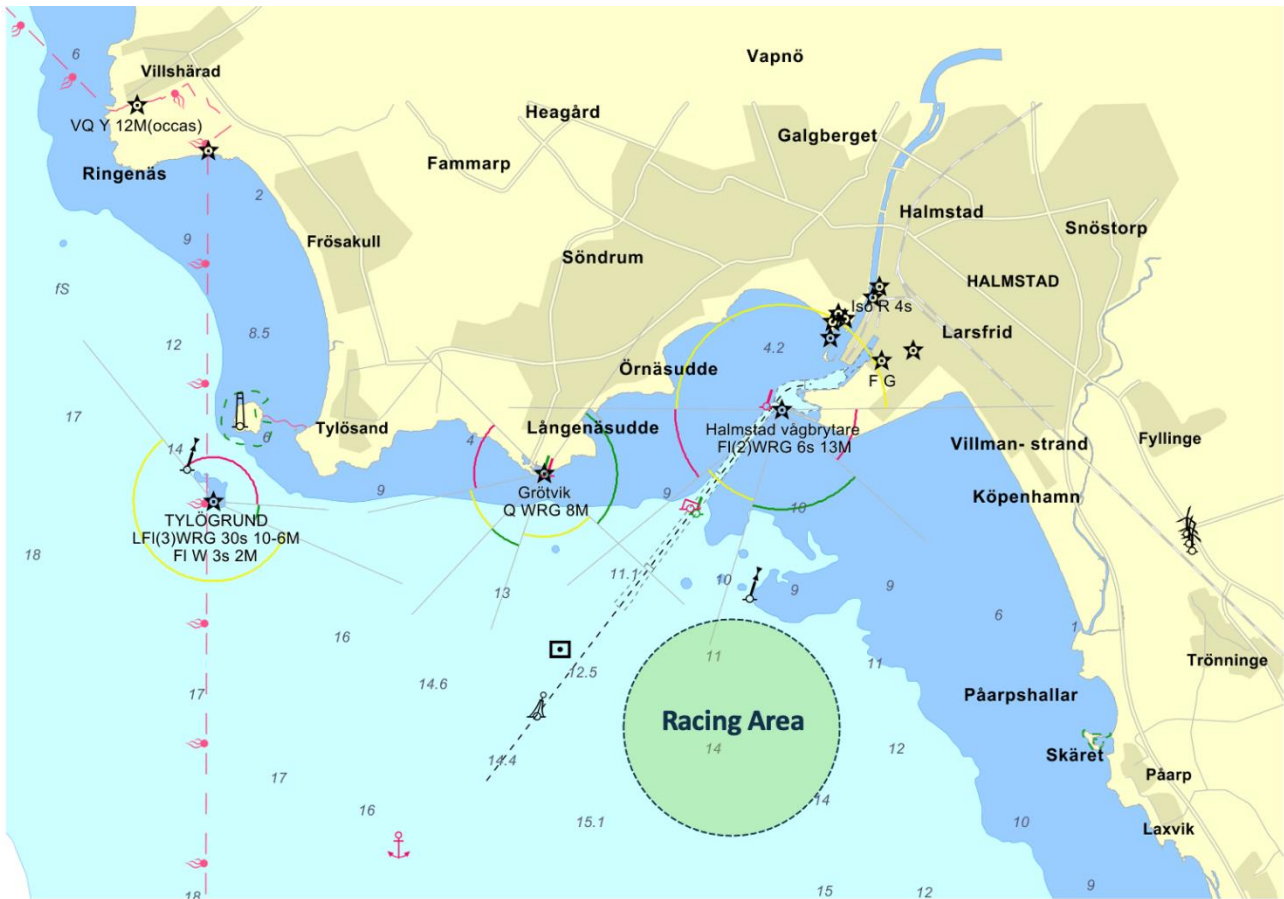 Vapnö
6
Villshärad
Heagård
Galgberget
VQ Y 12M(occas)
Fammarp
Ringenäs
2
Halmstad
Snöstorp
9
Frösakull
Söndrum
fS
HALMSTAD
Iso R 4s
8.5
Larsfrid
12
4.2
Örnäsudde
F G
17
Tylösand
Långenäsudde
Halmstad vågbrytare
Fl(2)WRG 6s 13M
Villman- strand
Fyllinge
6
4
14
Grötvik
Q WRG 8M
9
9
Köpenhamn
10
TYLÖGRUND
LFl(3)WRG 30s 10-6M
Fl W 3s 2M
18
11.1
10
9
9
13
6
1
16
11
11
Trönninge
12.5
14.6
17
Påarpshallar
Racing Area
14
12
Skäret
14.4
Påarp
17
14
16
15.1
10
Laxvik
18
15
12
9